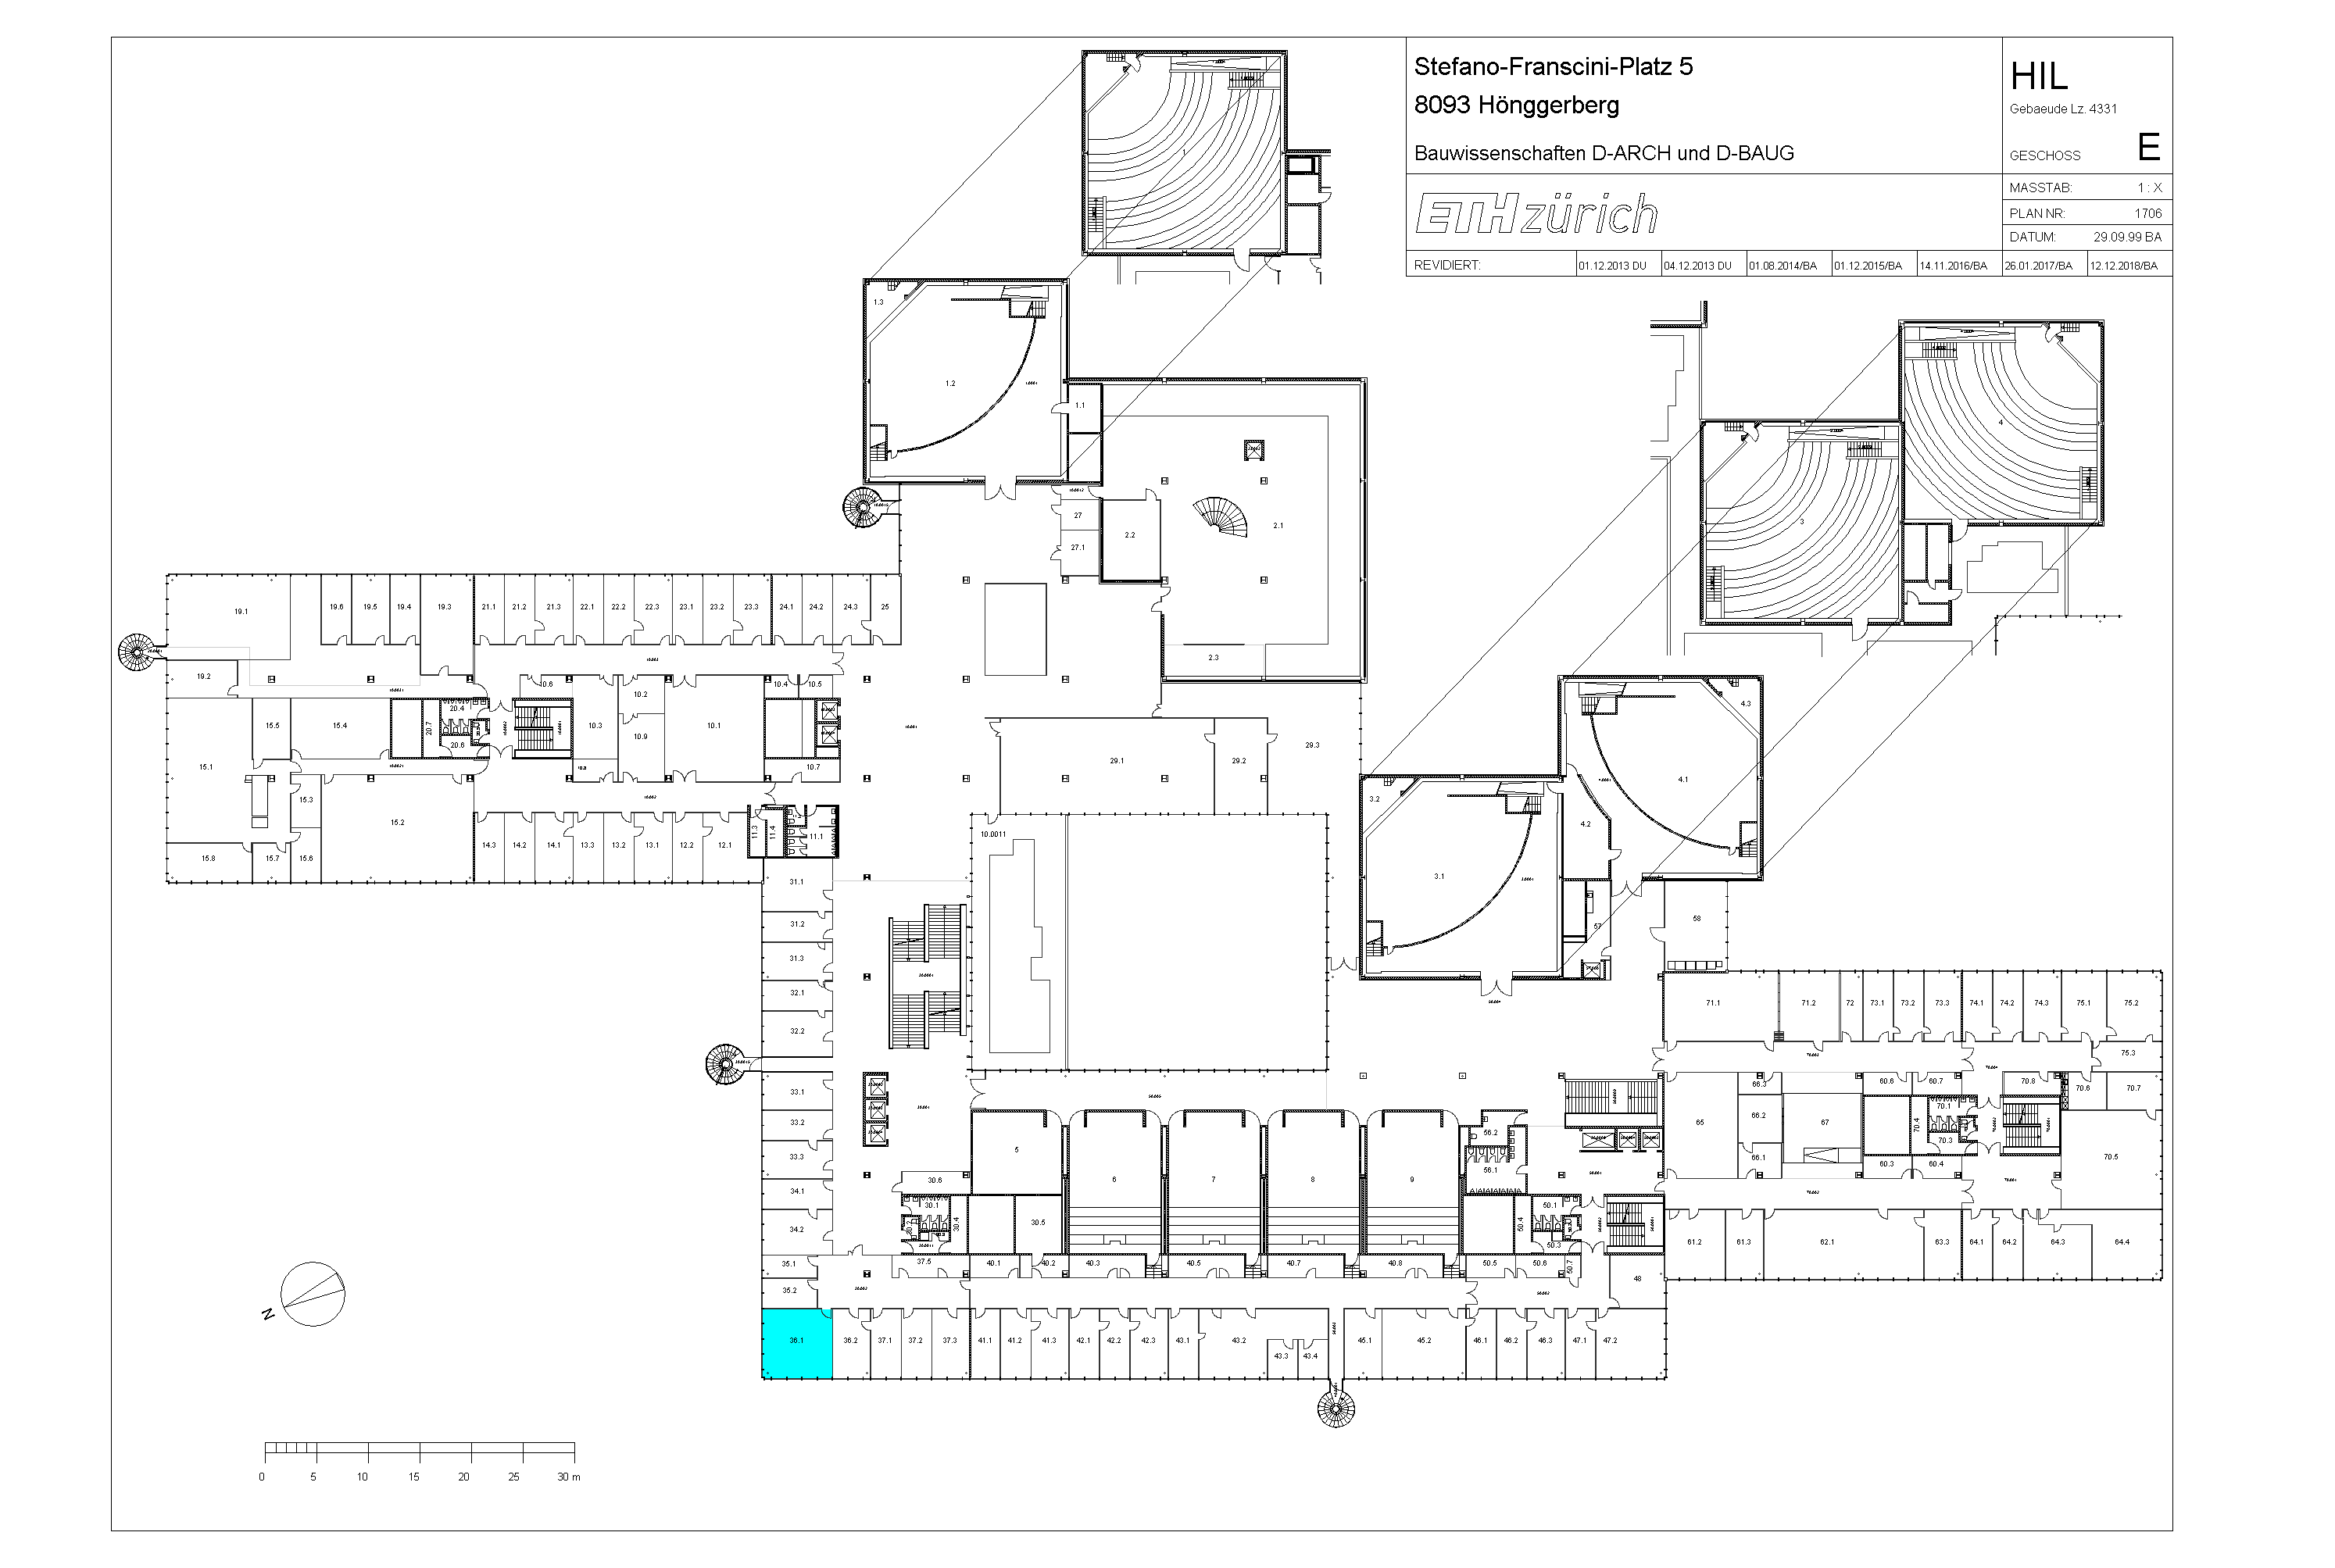 Stefano-Franscini-Platz 5
8093 Hönggerberg
Bauwissenschaften D-ARCH und D-BAUG
HIL
Gebaeude Lz. 4331
GESCHOSS E
ETH zürich
MASSTAB: 1 : X
PLAN NR: 1706
DATUM: 29.09.99 BA
REVIDIERT: 01.12.2013 DU 04.12.2013 DU 01.08.2014/BA 01.12.2015/BA 14.11.2016/BA 26.01.2017/BA 12.12.2018/BA
1
1.3
1.2
1.1
4
3
27
27.1
2.2
2.1
2.3
19.1
19.6 19.5 19.4 19.3 21.1 21.2 21.3 22.1 22.2 22.3 23.1 23.2 23.3 24.1 24.2 24.3 25
19.2
10.6 10.2 10.4 10.5
20.4
15.5 15.4 20.7 10.3 10.1
10.9
20.6
15.1 10.7
29.1 29.2 29.3
15.3
15.2
11.3 11.4 11.1
15.8 15.7 15.6 14.3 14.2 14.1 13.3 13.2 13.1 12.2 12.1
10.0011
4.3
4.1
3.2
4.2
3.1
57
58
31.1
31.2
31.3
32.1
32.2
33.1
33.2
33.3
34.1
34.2
35.1
35.2
71.1 71.2 72 73.1 73.2 73.3 74.1 74.2 74.3 75.1 75.2
75.3
66.3 60.6 60.7 70.8 70.6 70.7
70.1
65 66.2 67 70.4
70.3
66.1 60.3 60.4 70.5
5 6 7 8 9
56.2
56.1
30.6
30.1 30.2 30.4 30.5
50.1 50.4
50.3
37.5 40.1 40.2 40.3 40.5 40.7 40.8 50.5 50.6 50.7
48
61.2 61.3 62.1 63.3 64.1 64.2 64.3 64.4
36.1 36.2 37.1 37.2 37.3 41.1 41.2 41.3 42.1 42.2 42.3 43.1 43.2 45.1 45.2 46.1 46.2 46.3 47.1 47.2
43.3 43.4
N
0 5 10 15 20 25 30 m